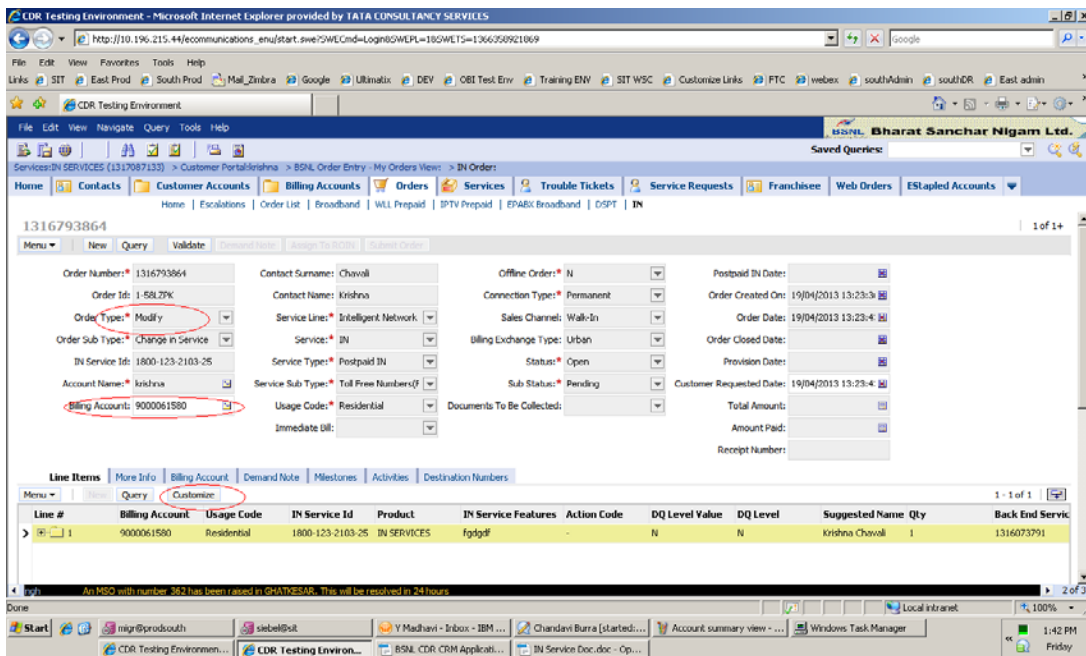 CDR Testing Environment - Microsoft Internet Explorer provided by TATA CONSULTANCY SERVICES
http://10.196.215.44/ecommunications_enu/start.swe?SWECmd=Login&SWEPL=1&SWETS=1366358921869
Google
File Edit View Favorites Tools Help
Links SIT East Prod South Prod Mail_Zimbra Google Ultimatix DEV OBI Test Env Training ENV SIT WSC Customize Links FTC webex southAdmin southDR East admin
CDR Testing Environment
File Edit View Navigate Query Tools Help
BSNL Bharat Sanchar Nigam Ltd.
Saved Queries:
Services:IN SERVICES (1317087133) > Customer Portal:krishna > BSNL Order Entry - My Orders View: > IN Order:
Home Contacts Customer Accounts Billing Accounts Orders Services Trouble Tickets Service Requests Franchisee Web Orders EStapled Accounts
Home | Escalations | Order List | Broadband | WLL Prepaid | IPTV Prepaid | EPABX Broadband | DSPT | IN
1316793864 1 of 1+
Menu New Query Validate Demand Note Assign To ROIN Submit Order
Order Number:* 1316793864 Contact Surname: Chavali Offline Order:* N Postpaid IN Date:
Order Id: 1-58LZPK Contact Name: Krishna Connection Type:* Permanent Order Created On: 19/04/2013 13:23:3
Order Type:* Modify Service Line:* Intelligent Network Sales Channel: Walk-In Order Date: 19/04/2013 13:23:4
Order Sub Type:* Change in Service Service:* IN Billing Exchange Type: Urban Order Closed Date:
IN Service Id: 1800-123-2103-25 Service Type:* Postpaid IN Status:* Open Provision Date:
Account Name:* krishna Service Sub Type:* Toll Free Numbers(F Sub Status:* Pending Customer Requested Date: 19/04/2013 13:23:4
Billing Account: 9000061580 Usage Code:* Residential Documents To Be Collected: Total Amount:
Immediate Bill: Amount Paid:
Receipt Number:
Line Items More Info Billing Account Demand Note Milestones Activities Destination Numbers
Menu New Query Customize 1 - 1 of 1
Line # Billing Account Usage Code IN Service Id Product IN Service Features Action Code DQ Level Value DQ Level Suggested Name Qty Back End Servic
1 9000061580 Residential 1800-123-2103-25 IN SERVICES fgdgdf - N N Krishna Chavali 1 1316073791
ngh An MSO with number 362 has been raised in GHATKESAR. This will be resolved in 24 hours 2 of 3
Done Local intranet 100%
Start migr@prodsouth siebel@sit Y Madhavi - Inbox - IBM ... Chandavi Burra [started:... Account summary view - ... Windows Task Manager 1:42 PM
CDR Testing Environmen... CDR Testing Environ... BSNL CDR CRM Applicati... IN Service Doc.doc - Op... Friday